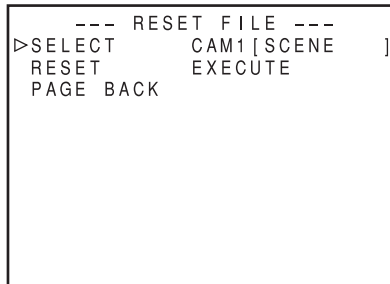 --- RESET FILE ---
▷SELECT CAM1[SCENE ]
RESET EXECUTE
PAGE BACK